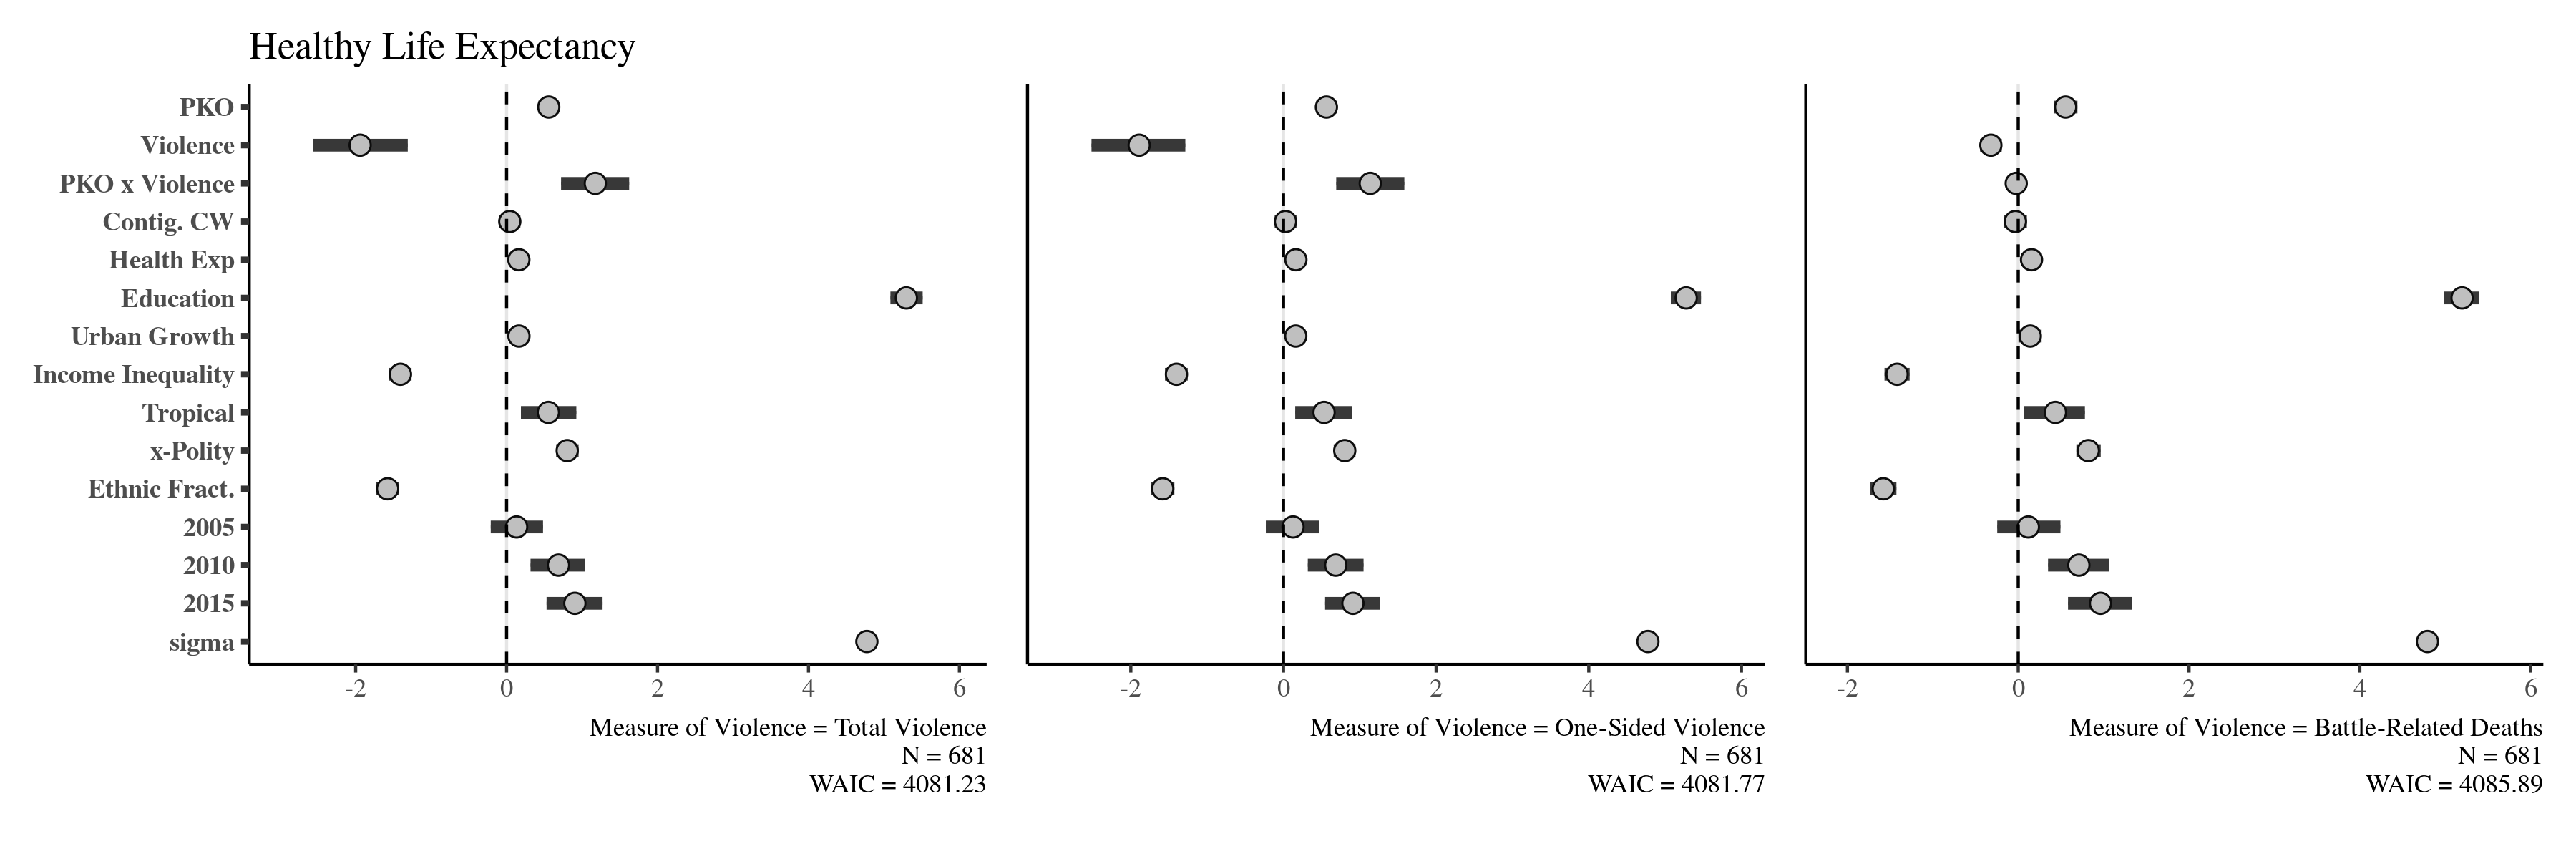 Healthy Life Expectancy
PKO
Violence
PKO x Violence
Contig. CW
Health Exp
Education
Urban Growth
Income Inequality
Tropical
x-Polity
Ethnic Fract.
2005
2010
2015
sigma
-2 0 2 4 6
Measure of Violence = Total Violence
N = 681
WAIC = 4081.23
-2 0 2 4 6
Measure of Violence = One-Sided Violence
N = 681
WAIC = 4081.77
-2 0 2 4 6
Measure of Violence = Battle-Related Deaths
N = 681
WAIC = 4085.89